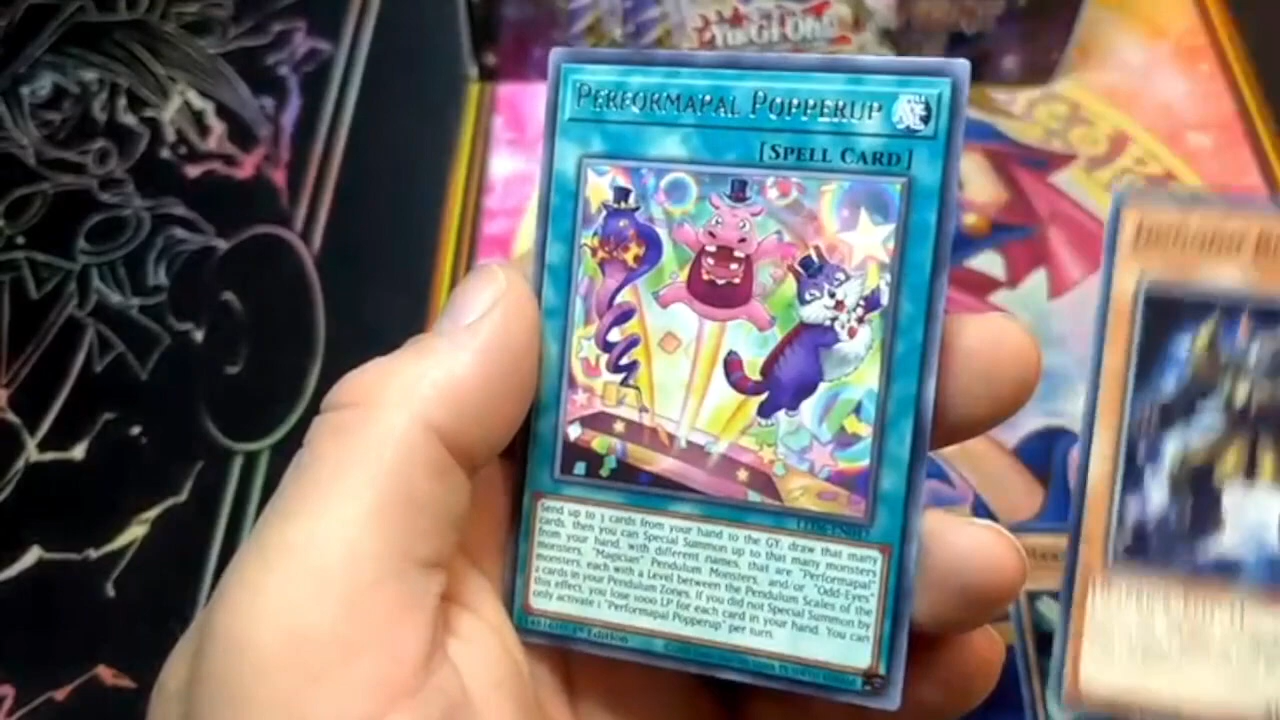 Yu-Gi-Oh!
PERFORMAPAL POPPERUP
[SPELL CARD]
Send up to 3 cards from your hand to the GY; draw that many
cards, then you can Special Summon up to that many monsters
from your hand, with different names, that are "Performapal"
monsters, "Magician" Pendulum Monsters, and/or "Odd-Eyes"
monsters, each with a Level between the Pendulum Scales of the
2 cards in your Pendulum Zones. If you did not Special Summon by
this effect, you lose 1000 LP for each card in your hand. You can
only activate 1 "Performapal Popperup" per turn.
1st Edition